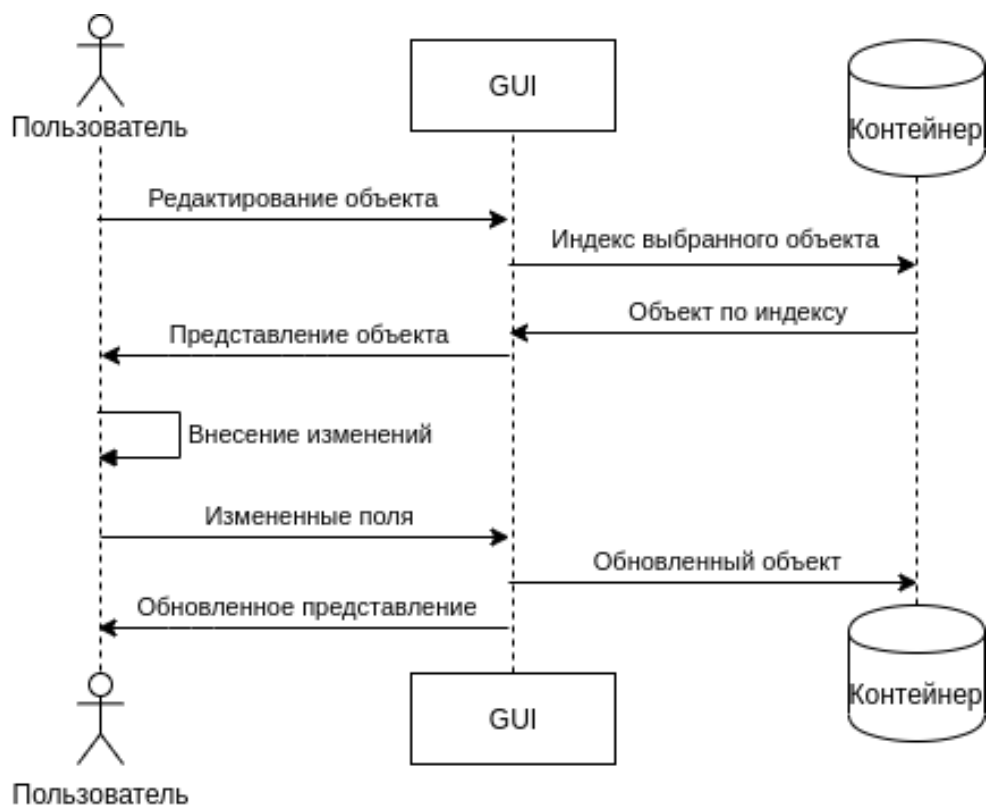 GUI
Контейнер
Пользователь
Редактирование объекта
Индекс выбранного объекта
Объект по индексу
Представление объекта
Внесение изменений
Измененные поля
Обновленный объект
Обновленное представление
GUI
Контейнер
Пользователь